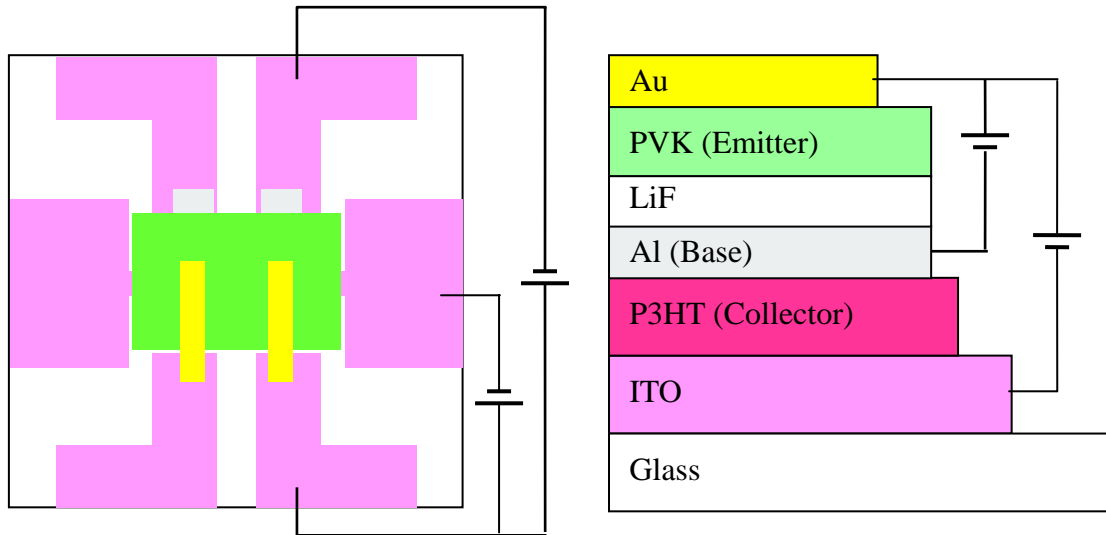 Au
PVK (Emitter)
LiF
Al (Base)
P3HT (Collector)
ITO
Glass